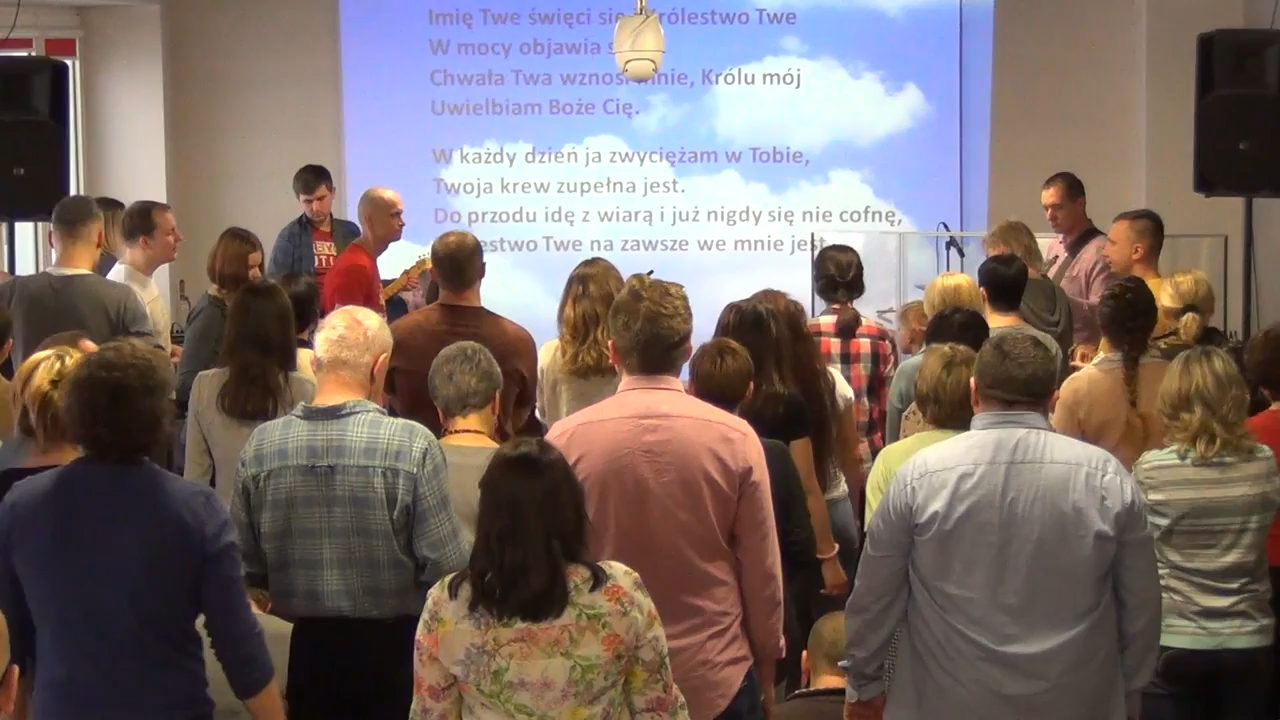 Imię Twe święci się i Królestwo Twe
W mocy objawia
Chwała Twa wznosi mnie, Królu mój
Uwielbiam Boże Cię.
W każdy dzień ja zwyciężam w Tobie,
Twoja krew zupełna jest.
Do przodu idę z wiarą i już nigdy się nie cofnę,
Twe na zawsze we mnie jest